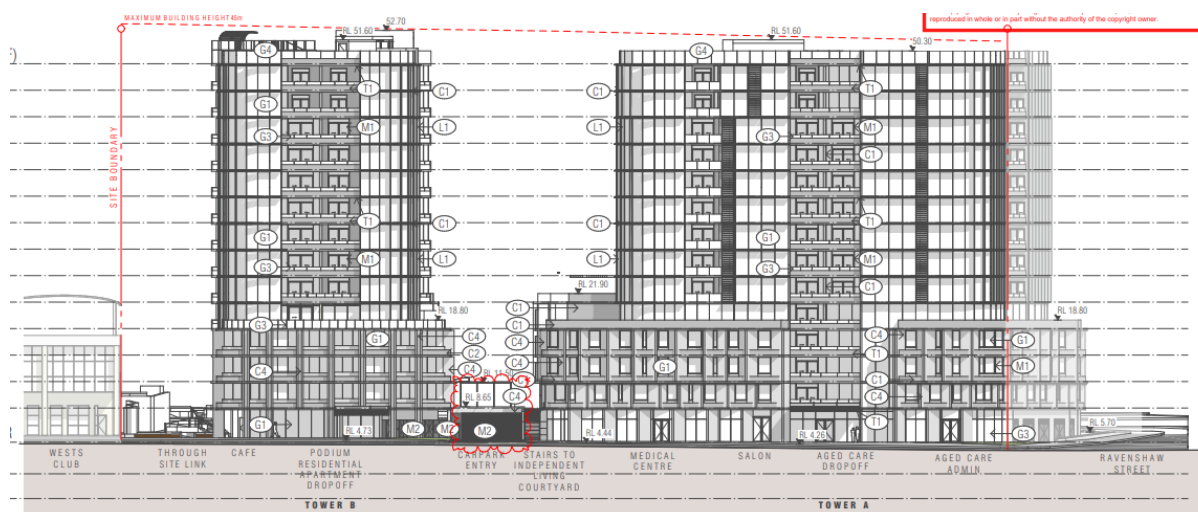 MAXIMUM BUILDING HEIGHT 45m
reproduced in whole or in part without the authority of the copyright owner.
52.70
RL 51.60
RL 51.60
50.30
G4
G4
SITE BOUNDARY
T1
C1
C1
T1
G1
G3
M1
L1
L1
G3
M1
C1
G1
T1
C1
C1
G1
T1
G3
M1
L1
L1
G3
M1
C1
RL 21.90
RL 18.80
RL 18.80
C1
G3
C1
G1
C4
C4
C4
G1
C2
T1
C4
C4
C4
G1
M1
C1
RL 8.65
C4
C4
G1
RL 4.73
M2
M2
RL 4.44
RL 4.26
T1
G3
RL 5.70
WESTS
CLUB
THROUGH
SITE LINK
CAFE
PODIUM
RESIDENTIAL
APARTMENT
DROPOFF
CARPARK
ENTRY
STAIRS TO
INDEPENDENT
LIVING
COURTYARD
MEDICAL
CENTRE
SALON
AGED CARE
DROPOFF
AGED CARE
ADMIN
RAVENSHAW
STREET
TOWER B
TOWER A